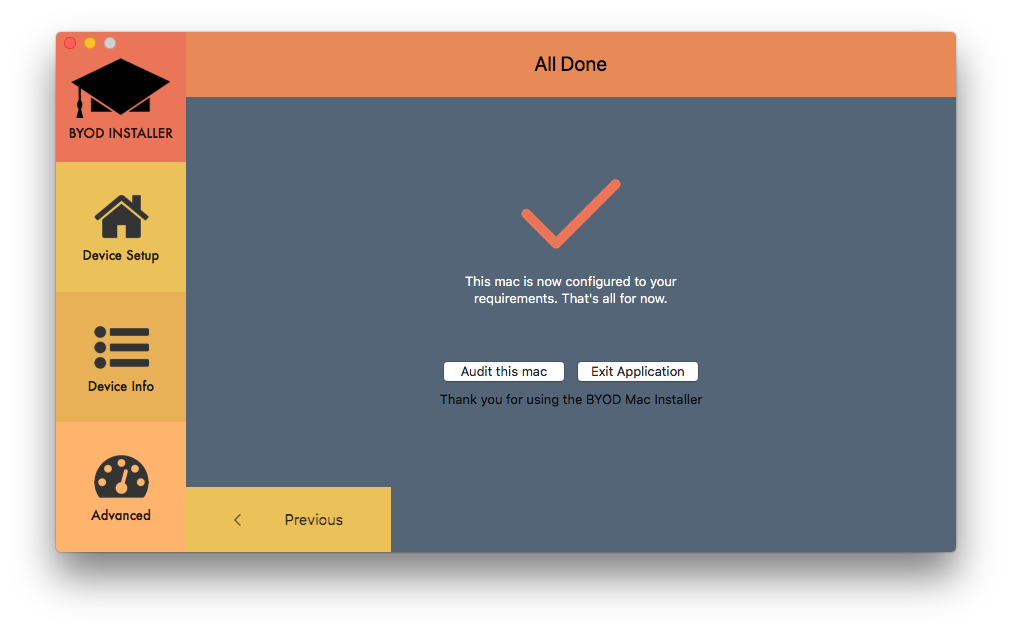 All Done
BYOD INSTALLER
Device Setup
Device Info
Advanced
This mac is now configured to your
requirements. That's all for now.
Audit this mac
Exit Application
Thank you for using the BYOD Mac Installer
Previous